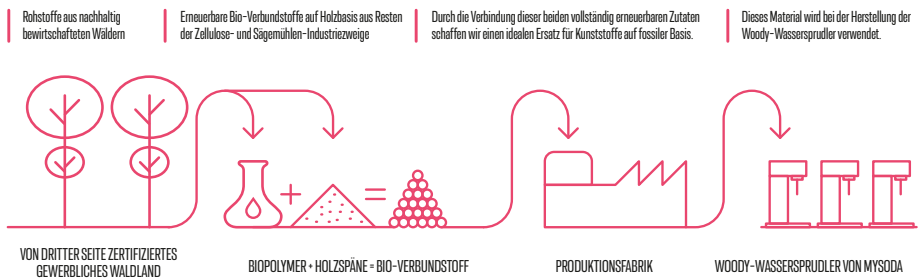 Rohstoffe aus nachhaltig
bewirtschafteten Wäldern
Erneuerbare Bio-Verbundstoffe auf Holzbasis aus Resten
der Zellulose- und Sägemühlen-Industriezweige
Durch die Verbindung dieser beiden vollständig erneuerbaren Zutaten
schaffen wir einen idealen Ersatz für Kunststoffe auf fossiler Basis.
Dieses Material wird bei der Herstellung der
Woody-Wassersprudler verwendet.
+
=
VON DRITTER SEITE ZERTIFIZIERTES
GEWERBLICHES WALDLAND
BIOPOLYMER + HOLZSPÄNE = BIO-VERBUNDSTOFF
PRODUKTIONSFABRIK
WOODY-WASSERSPRUDLER VON MYSODA